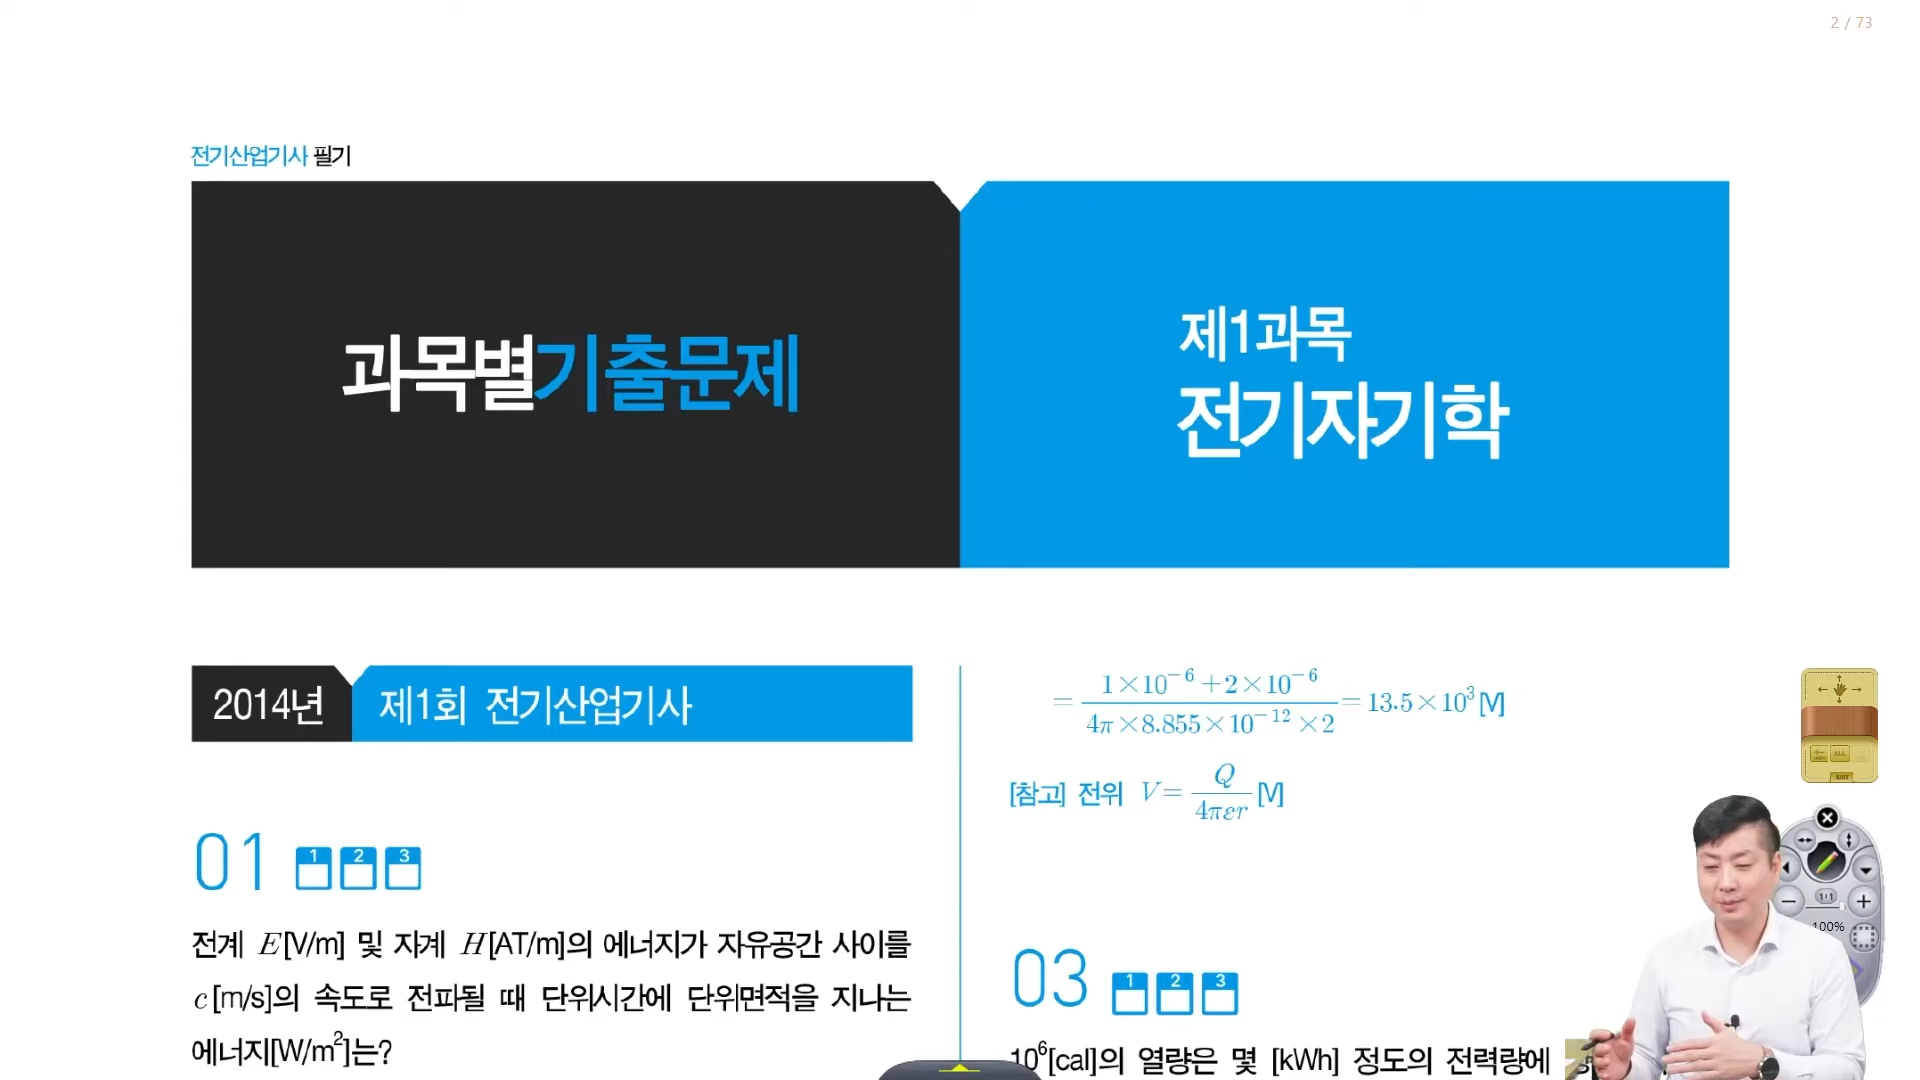 2 / 73
전기산업기사 필기
과목별기출문제
제1과목
전기자기학
2014년 제1회 전기산업기사
01 1 2 3
전계 E[V/m] 및 자계 H[AT/m]의 에너지가 자유공간 사이를
c[m/s]의 속도로 전파될 때 단위시간에 단위면적을 지나는
에너지[W/m²]는?
= (1×10⁻⁶+2×10⁻⁶)/(4π×8.855×10⁻¹²×2) = 13.5×10³[V]
[참고] 전위 V= Q/(4πεr) [V]
03 1 2 3
10⁶[cal]의 열량은 몇 [kWh] 정도의 전력량에
ALL
EXIT
1:1
100%